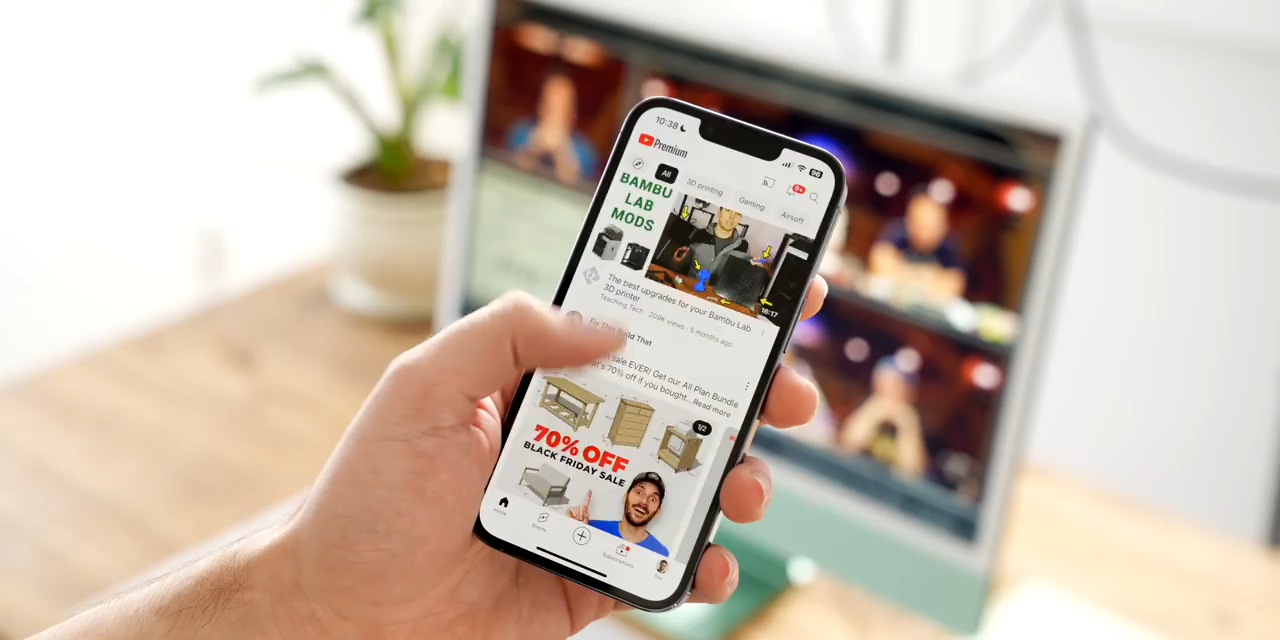 10:38
96
Premium
9+
All
3D printing
Gaming
Airsoft
BAMBU
LAB
MODS
16:17
The best upgrades for your Bambu Lab
3D printer
Teaching Tech 209K views · 5 months ago
Fix This Build That
sale EVER! Get our All Plan Bundle
70% off if you bought...Read more
1/2
70% OFF
BLACK FRIDAY SALE
Home
Shorts
Subscriptions
You